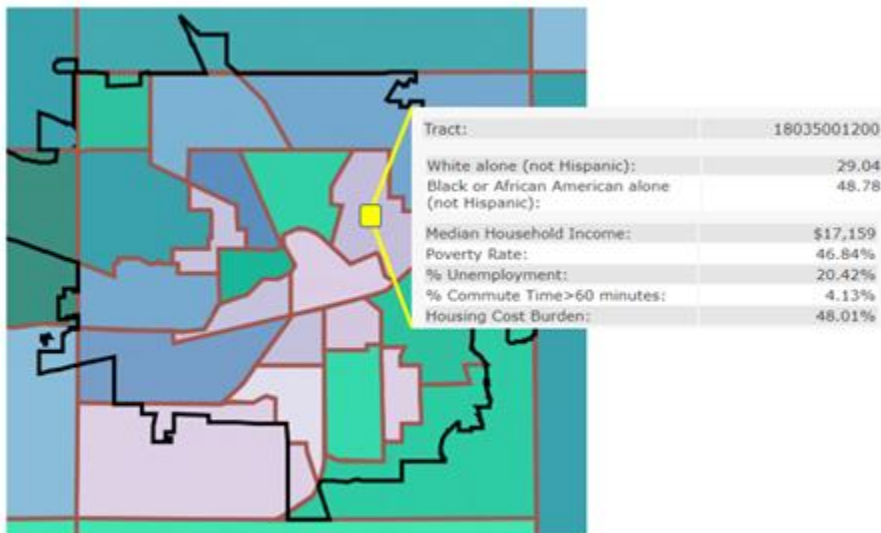 Tract: 18035001200
White alone (not Hispanic): 29.04
Black or African American alone 48.78
(not Hispanic):
Median Household Income: $17,159
Poverty Rate: 46.84%
% Unemployment: 20.42%
% Commute Time>60 minutes: 4.13%
Housing Cost Burden: 48.01%